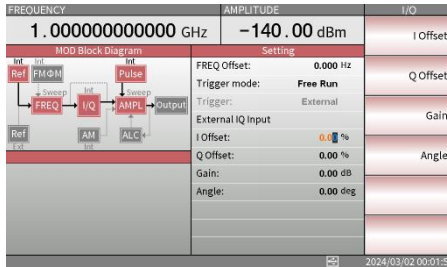 FREQUENCY
AMPLITUDE
I/O
1.000000000000 GHz
-140.00 dBm
MOD Block Diagram
Int
Int
Int
Ref
FMΦM
Pulse
Sweep
Int
Sweep
FREQ
I/Q
AMPL
Output
Ref
AM
ALC
Ext
Int
Setting
FREQ Offset: 0.000 Hz
Trigger mode: Free Run
Trigger: External
External IQ Input
I Offset: 0.00 %
Q Offset: 0.00 %
Gain: 0.00 dB
Angle: 0.00 deg
I Offset
Q Offset
Gain
Angle
2024/03/02 00:01:5